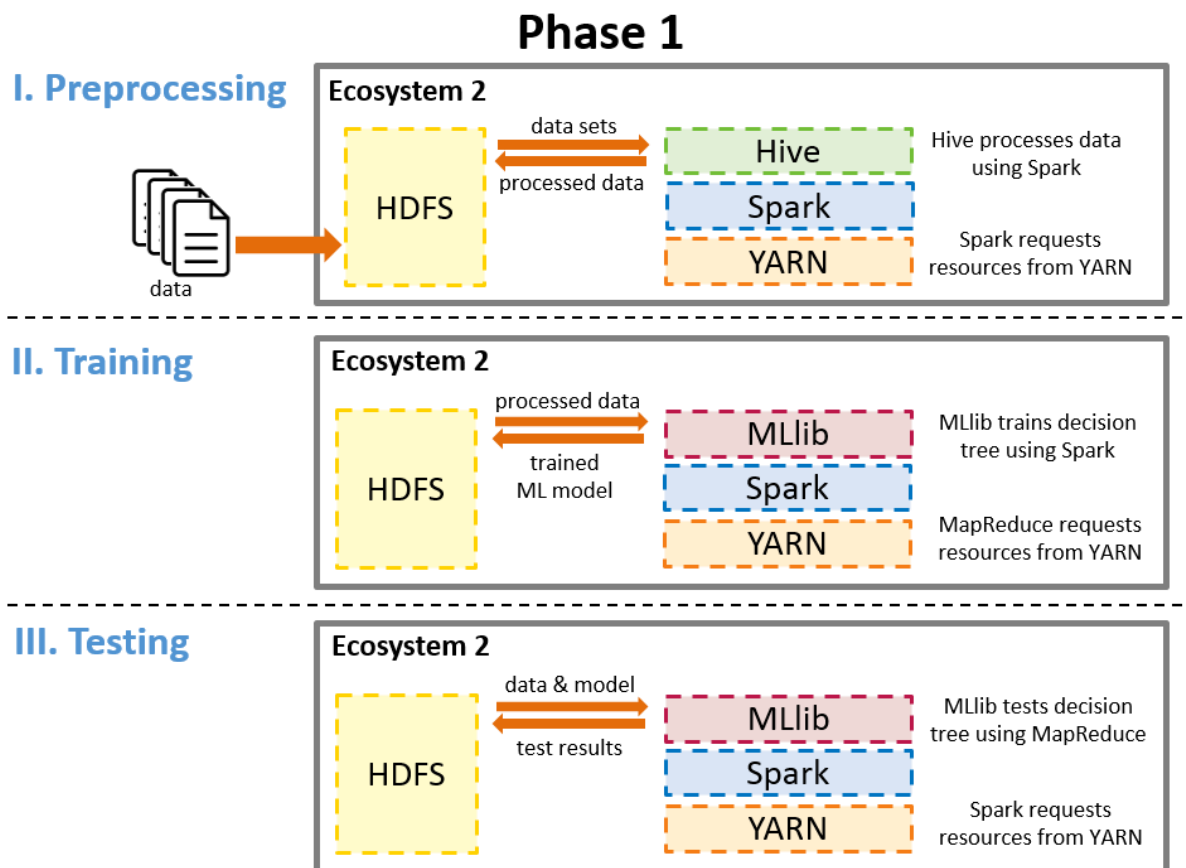 Phase 1
I. Preprocessing
Ecosystem 2
data
HDFS
data sets
processed data
Hive
Spark
YARN
Hive processes data
using Spark
Spark requests
resources from YARN
II. Training
Ecosystem 2
HDFS
processed data
trained
ML model
MLlib
Spark
YARN
MLlib trains decision
tree using Spark
MapReduce requests
resources from YARN
III. Testing
Ecosystem 2
HDFS
data & model
test results
MLlib
Spark
YARN
MLlib tests decision
tree using MapReduce
Spark requests
resources from YARN